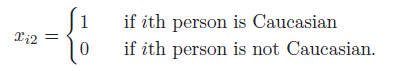 x_{i2} = { 1 if ith person is Caucasian
0 if ith person is not Caucasian.